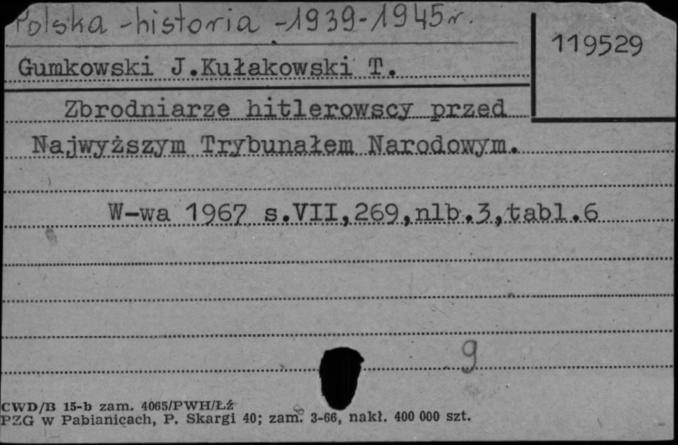 Polska - historia - 1939-1945 r.
119529
Gumkowski J.Kułakowski T.
Zbrodniarze hitlerowscy przed
Najwyższym Trybunałem Narodowym.
W-wa 1967 s.VII,269,nlb.3,tabl.6
9
CWD/B 15-b zam. 4065/PWH/Łź
PZG w Pabianicach, P. Skargi 40; zam. 3-66, nakł. 400 000 szt.